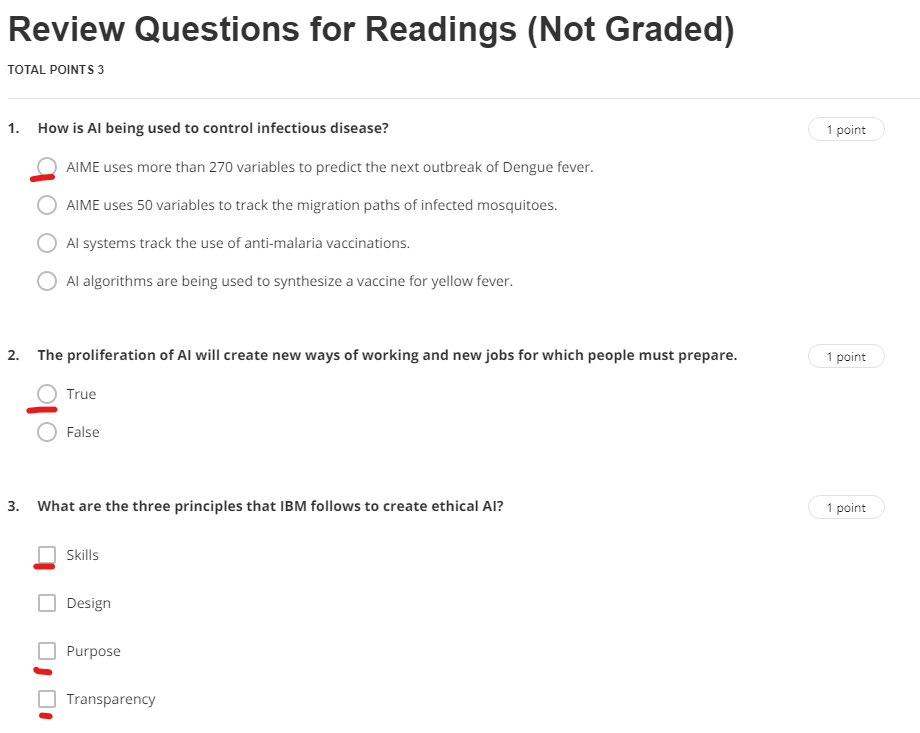 Review Questions for Readings (Not Graded)
TOTAL POINTS 3
1. How is AI being used to control infectious disease? 1 point
AIME uses more than 270 variables to predict the next outbreak of Dengue fever.
AIME uses 50 variables to track the migration paths of infected mosquitoes.
AI systems track the use of anti-malaria vaccinations.
AI algorithms are being used to synthesize a vaccine for yellow fever.
2. The proliferation of AI will create new ways of working and new jobs for which people must prepare. 1 point
True
False
3. What are the three principles that IBM follows to create ethical AI? 1 point
Skills
Design
Purpose
Transparency